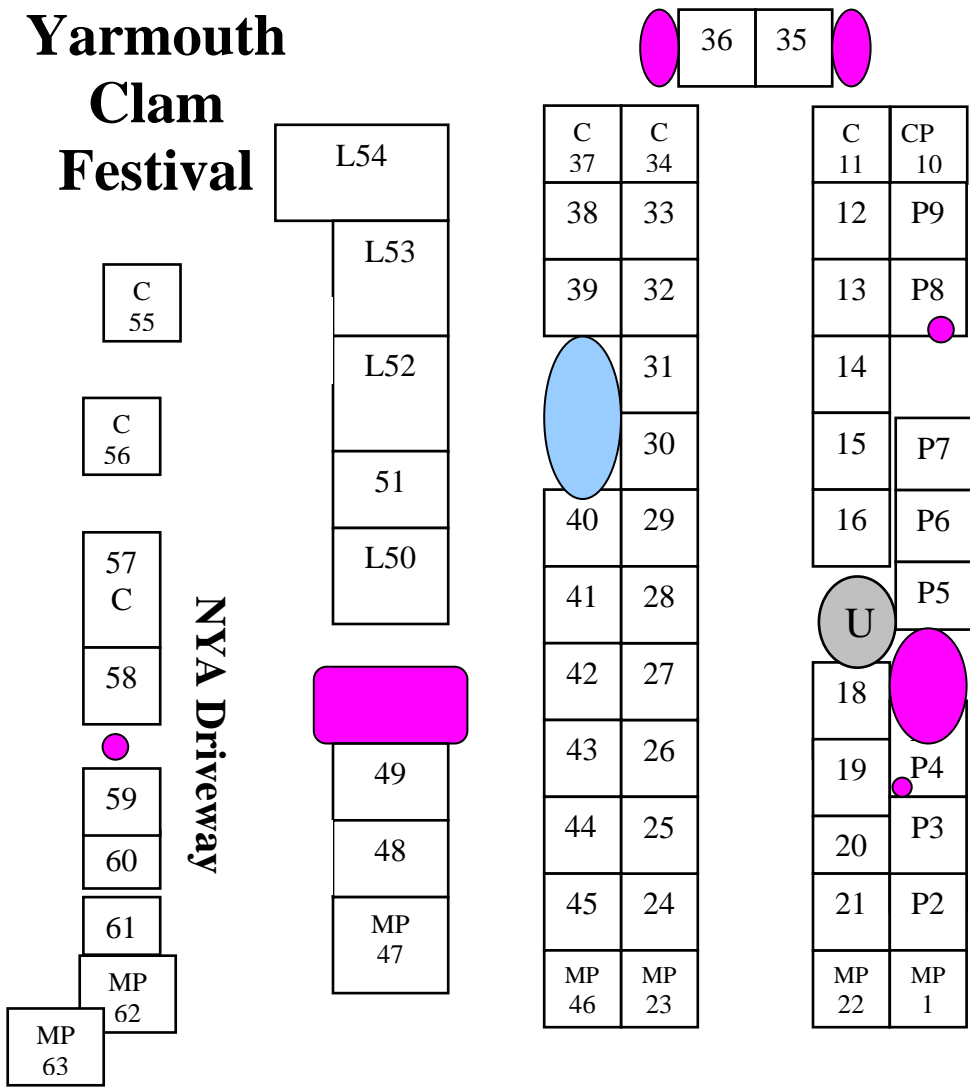 Yarmouth
Clam
Festival
36
35
L54
L53
L52
51
L50
49
48
MP
47
C
55
C
56
57
C
58
59
60
61
MP
62
MP
63
NYA Driveway
C
37
38
39
40
41
42
43
44
45
MP
46
C
34
33
32
31
30
29
28
27
26
25
24
MP
23
C
11
12
13
14
15
16
U
18
19
20
21
MP
22
CP
10
P9
P8
P7
P6
P5
P4
P3
P2
MP
1